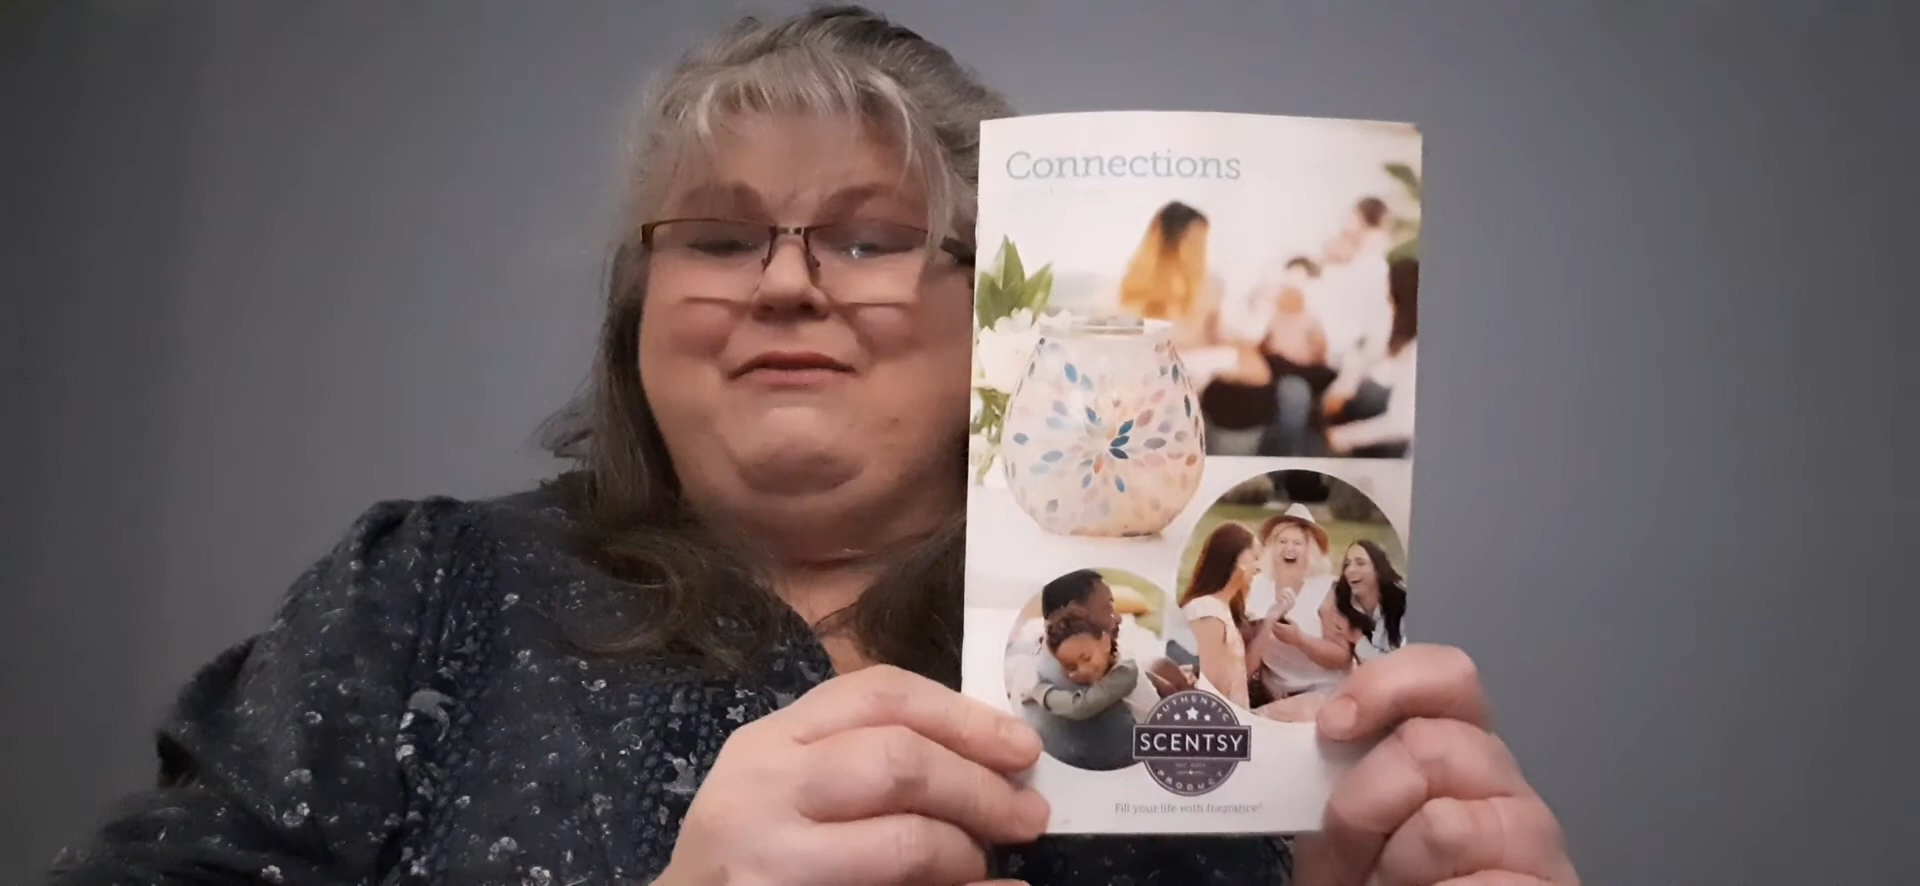 Connections
AUTHENTIC
SCENTSY
PRODUCT
Fill your life with fragrance®